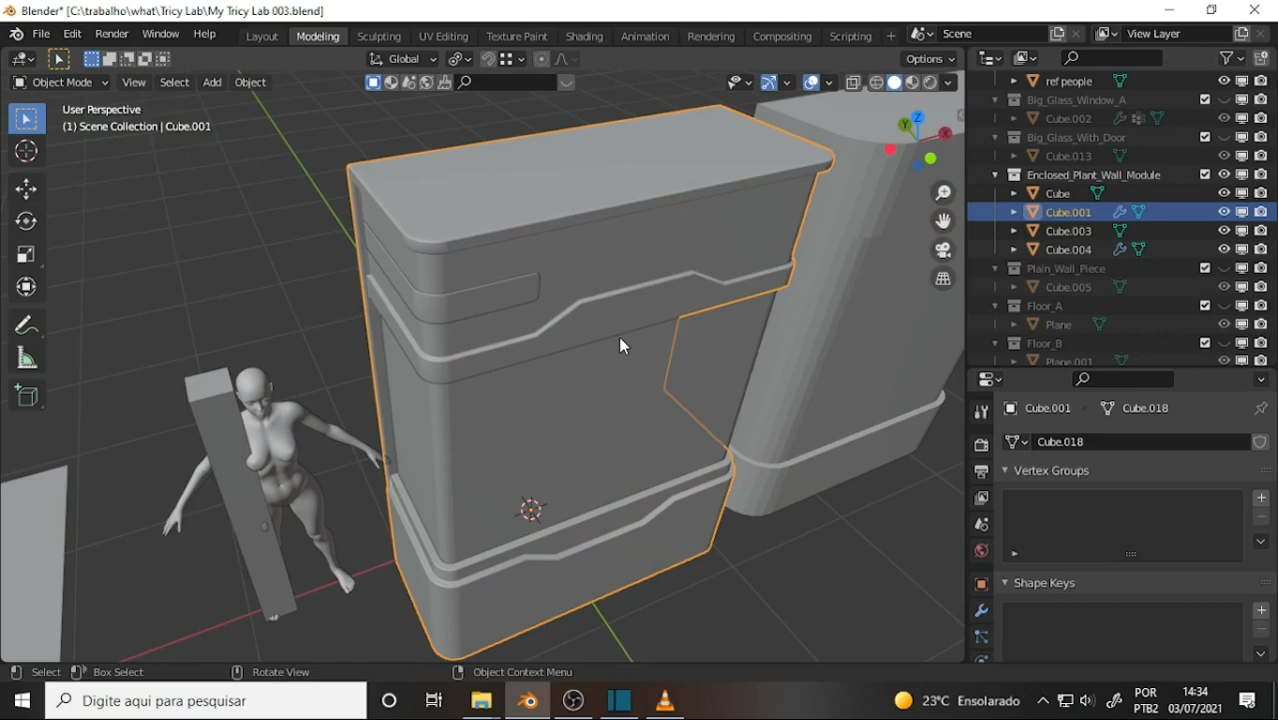 Blender* [C:\trabalho\what\Tricy Lab\My Tricy Lab 003.blend]
File Edit Render Window Help Layout Modeling Sculpting UV Editing Texture Paint Shading Animation Rendering Compositing Scripting + Scene View Layer
Global Options
Object Mode View Select Add Object
User Perspective
(1) Scene Collection | Cube.001
Z
Y
X
ref people
Big_Glass_Window_A
Cube.002
Big_Glass_With_Door
Cube.013
Enclosed_Plant_Wall_Module
Cube
Cube.001
Cube.003
Cube.004
Plain_Wall_Piece
Cube.005
Floor_A
Plane
Floor_B
Plane.001
Cube.001 Cube.018
Cube.018
Vertex Groups
Shape Keys
Select Box Select Rotate View Object Context Menu
Digite aqui para pesquisar
23°C Ensolarado
POR
PTB2
14:34
03/07/2021